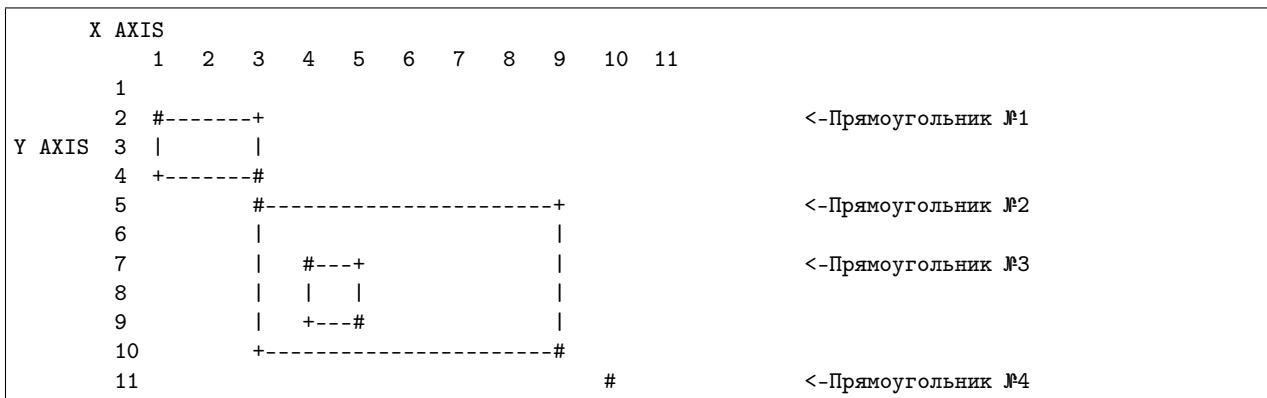 X AXIS
           1   2   3   4   5   6   7   8   9   10  11
        1
        2  #-------+                                           <-Прямоугольник №1
Y AXIS  3  |       |
        4  +-------#
        5          #-----------------------+                   <-Прямоугольник №2
        6          |                       |
        7          |   #---+               |                   <-Прямоугольник №3
        8          |   |   |               |
        9          |   +---#               |
        10         +-----------------------#
        11                                     #               <-Прямоугольник №4